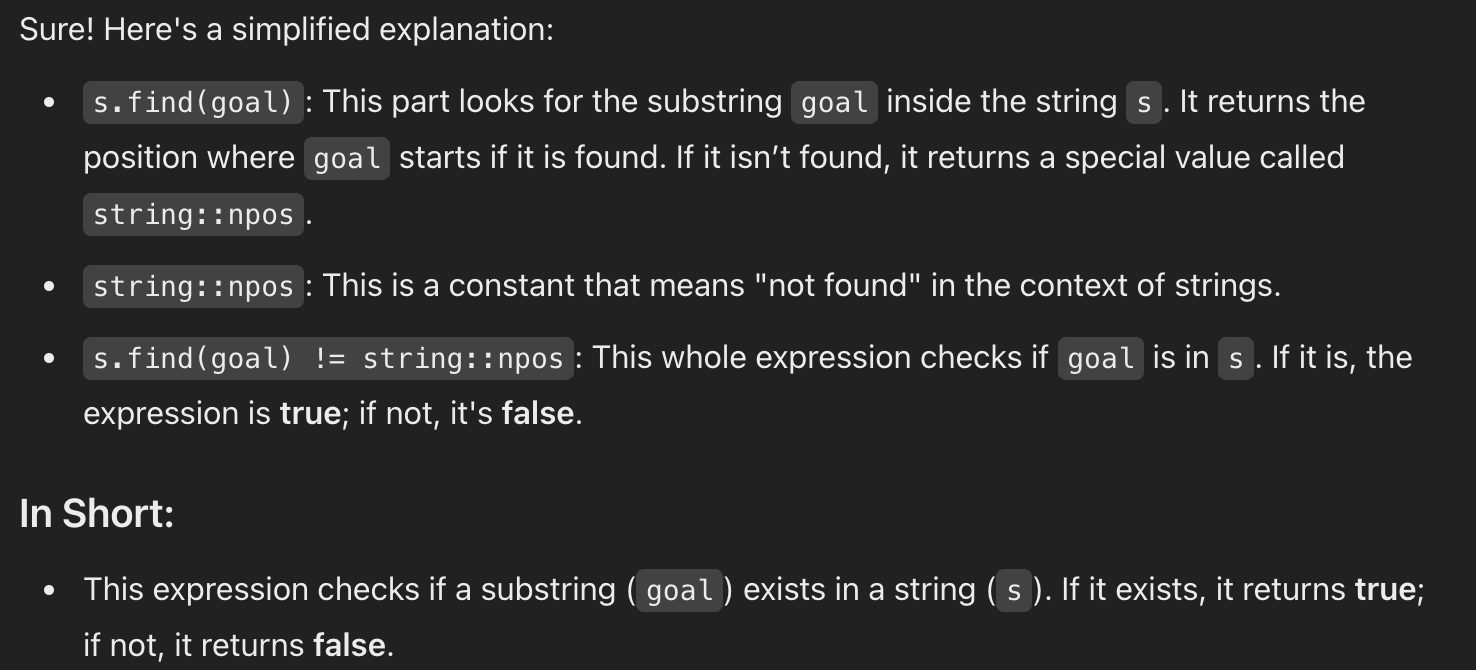 Sure! Here's a simplified explanation:
• s.find(goal) : This part looks for the substring goal inside the string s . It returns the
position where goal starts if it is found. If it isn’t found, it returns a special value called
string::npos .
• string::npos : This is a constant that means "not found" in the context of strings.
• s.find(goal) != string::npos : This whole expression checks if goal is in s . If it is, the
expression is true; if not, it's false.
In Short:
• This expression checks if a substring ( goal ) exists in a string ( s ). If it exists, it returns true;
if not, it returns false.